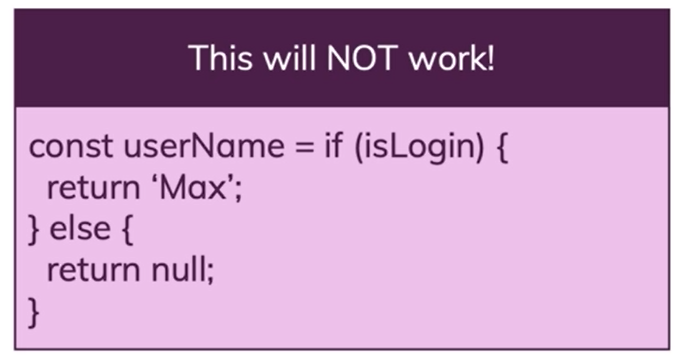 This will NOT work!
const userName = if (isLogin) {
  return ‘Max’;
} else {
  return null;
}